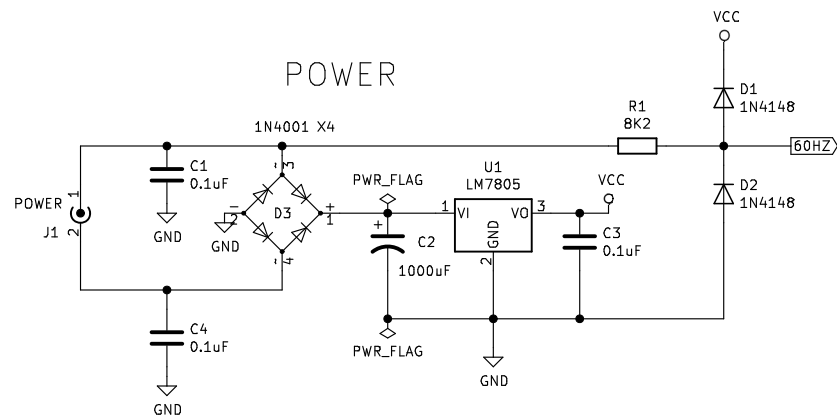 VCC
POWER
D1
1N4148
R1
8K2
1N4001 X4
60HZ
C1
0.1uF
~
3
U1
LM7805
PWR_FLAG
VCC
D2
1N4148
POWER
1
J1
2
GND
-
2
D3
+
1
GND
1
VI
VO
3
GND
2
+
C2
1000uF
C3
0.1uF
~
4
C4
0.1uF
PWR_FLAG
GND
GND